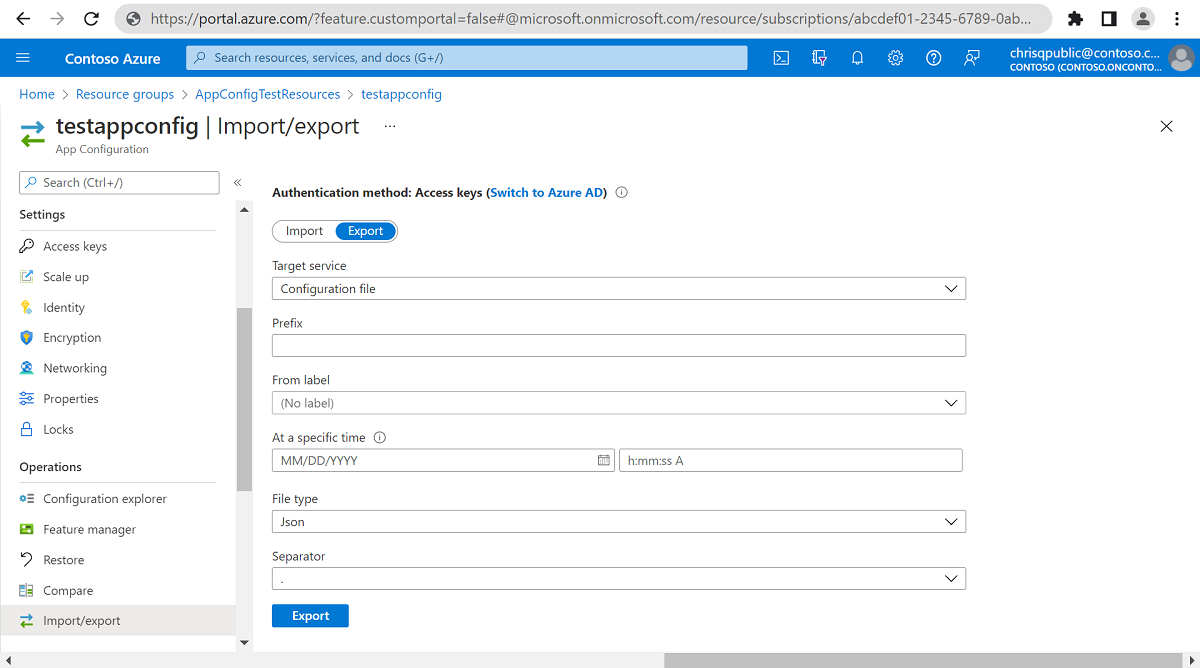 https://portal.azure.com/?feature.customportal=false#@microsoft.onmicrosoft.com/resource/subscriptions/abcdef01-2345-6789-0ab...
Contoso Azure
Search resources, services, and docs (G+/)
chrisqpublic@contoso.c...
CONTOSO (CONTOSO.ONCONTO...
Home > Resource groups > AppConfigTestResources > testappconfig
testappconfig | Import/export ...
App Configuration
Search (Ctrl+/) «
Settings
Access keys
Scale up
Identity
Encryption
Networking
Properties
Locks
Operations
Configuration explorer
Feature manager
Restore
Compare
Import/export
Authentication method: Access keys (Switch to Azure AD)
Import Export
Target service
Configuration file
Prefix
From label
(No label)
At a specific time
MM/DD/YYYY h:mm:ss A
File type
Json
Separator
.
Export